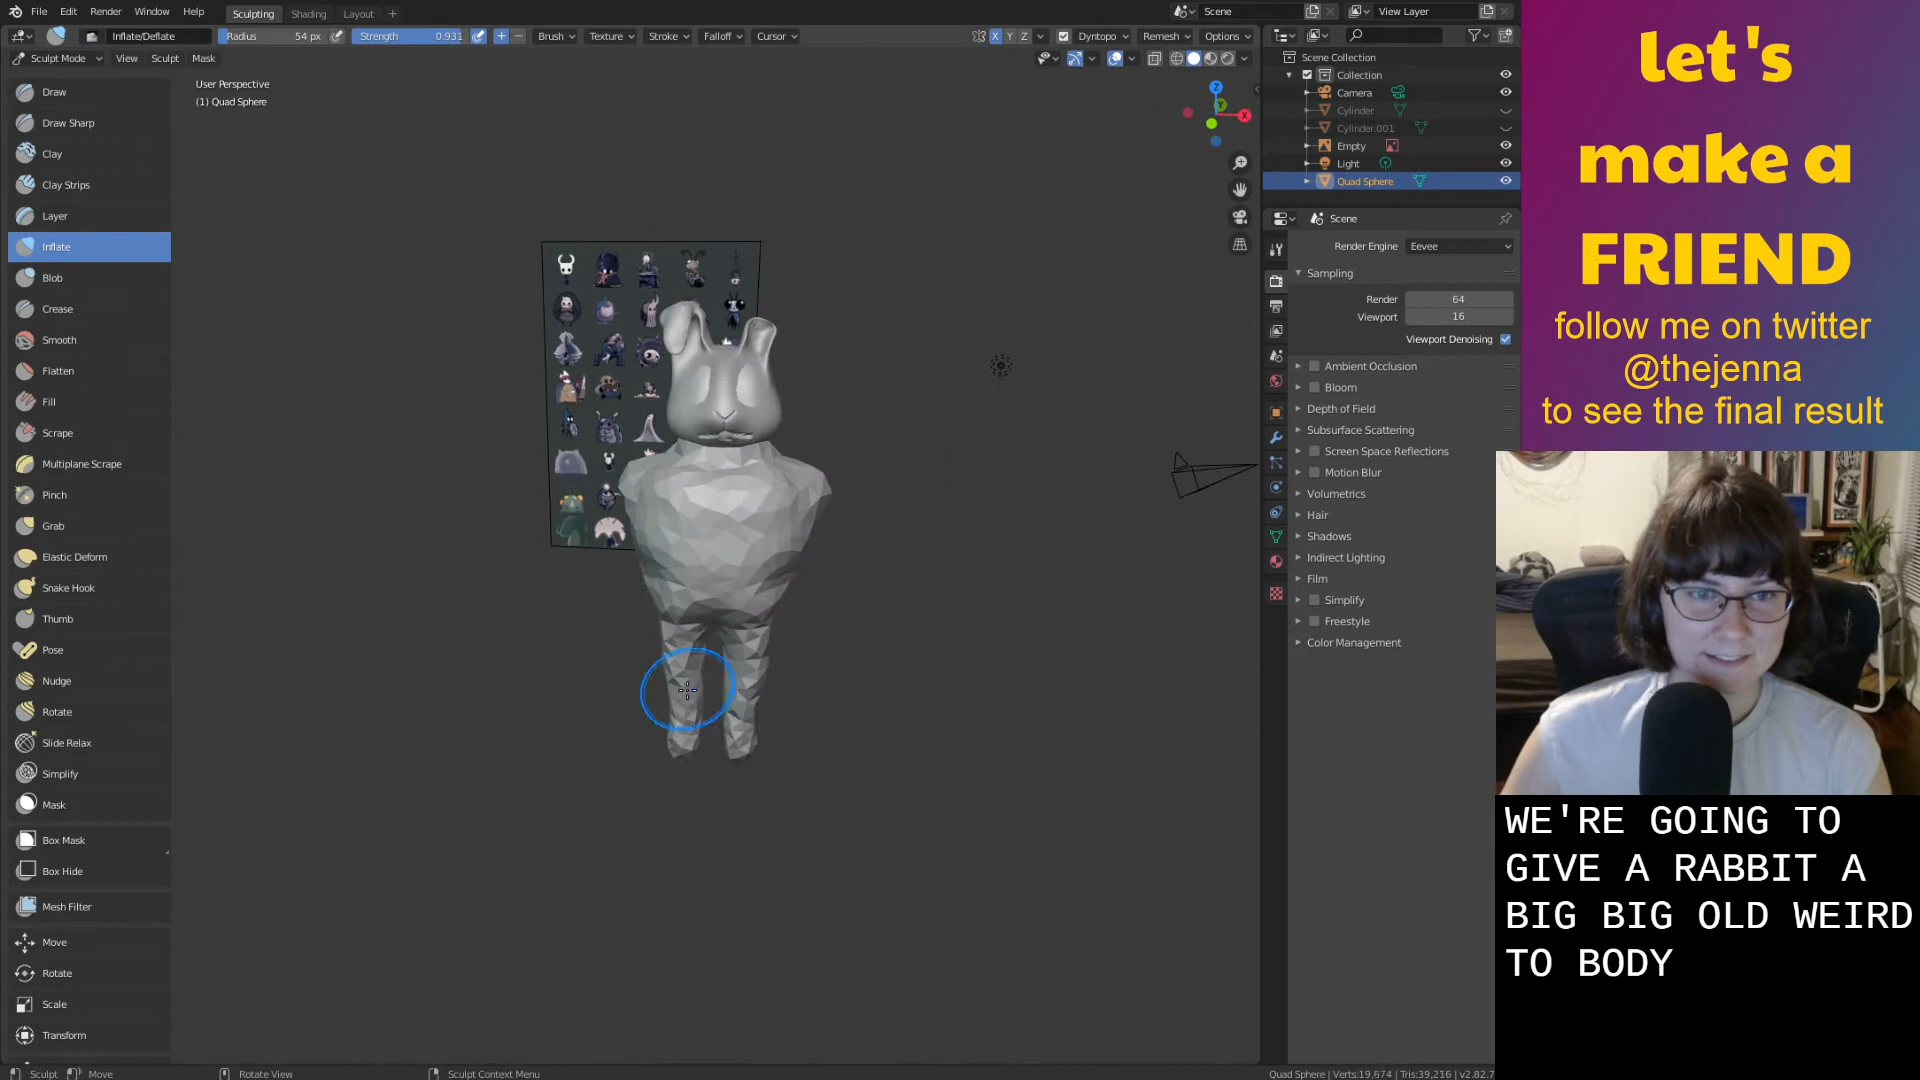 File Edit Render Window Help Sculpting Shading Layout + Scene View Layer
Inflate/Deflate Radius 54 px Strength 0.931 + − Brush Texture Stroke Falloff Cursor X Y Z Dyntopo Remesh Options
Sculpt Mode View Sculpt Mask
User Perspective
(1) Quad Sphere
Z
Y
X
Draw
Draw Sharp
Clay
Clay Strips
Layer
Inflate
Blob
Crease
Smooth
Flatten
Fill
Scrape
Multiplane Scrape
Pinch
Grab
Elastic Deform
Snake Hook
Thumb
Pose
Nudge
Rotate
Slide Relax
Simplify
Mask
Box Mask
Box Hide
Mesh Filter
Move
Rotate
Scale
Transform
Scene Collection
Collection
Camera
Cylinder
Cylinder.001
Empty
Light
Quad Sphere
Scene
Render Engine Eevee
Sampling
Render 64
Viewport 16
Viewport Denoising
Ambient Occlusion
Bloom
Depth of Field
Subsurface Scattering
Screen Space Reflections
Motion Blur
Volumetrics
Hair
Shadows
Indirect Lighting
Film
Simplify
Freestyle
Color Management
let's
make a
FRIEND
follow me on twitter
@thejenna_
to see the final result
WE'RE GOING TO
GIVE A RABBIT A
BIG BIG OLD WEIRD
TO BODY
Sculpt Move Rotate View Sculpt Context Menu Quad Sphere | Verts:19,674 | Tris:39,216 | v2.82.7